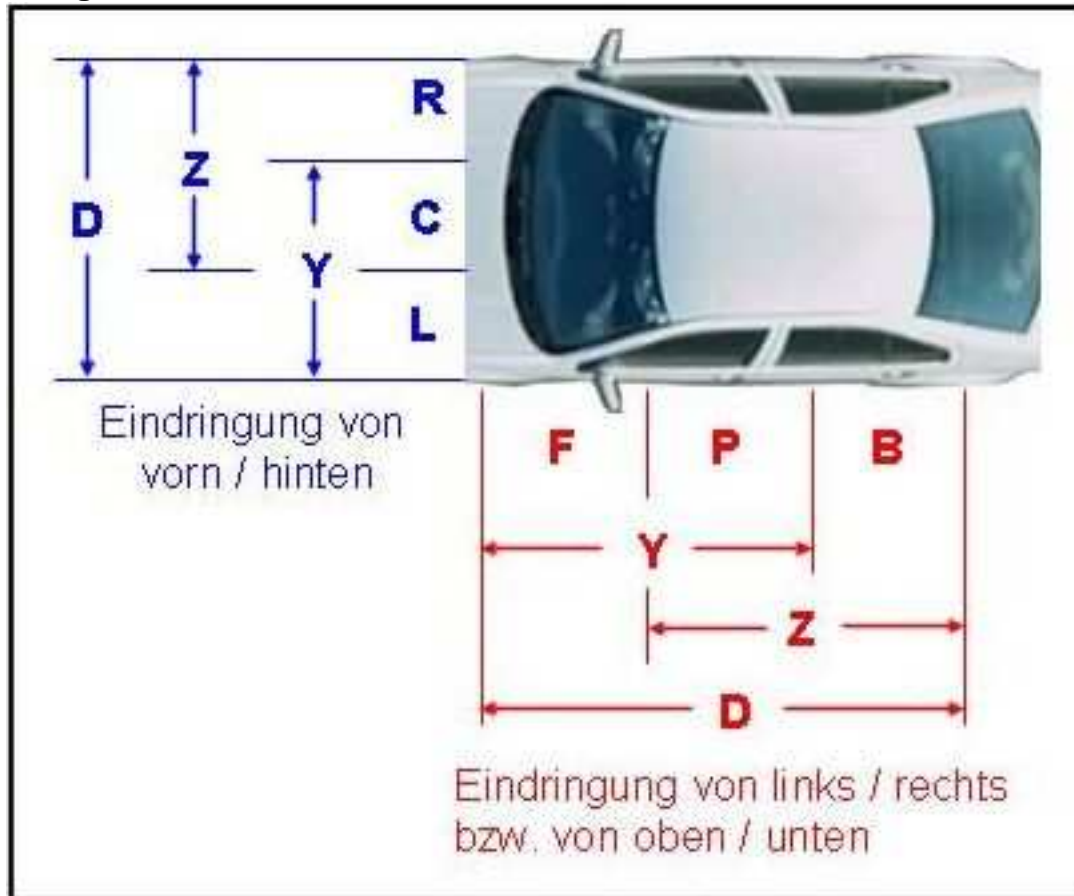 R
Z
D
C
Y
L
Eindringung von
vorn / hinten
F P B
Y
Z
D
Eindringung von links / rechts
bzw. von oben / unten